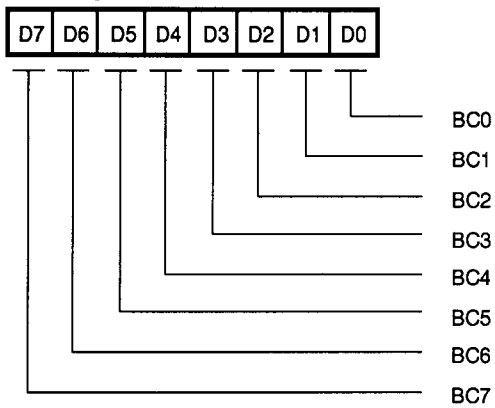 D7 D6 D5 D4 D3 D2 D1 D0
BC0
BC1
BC2
BC3
BC4
BC5
BC6
BC7